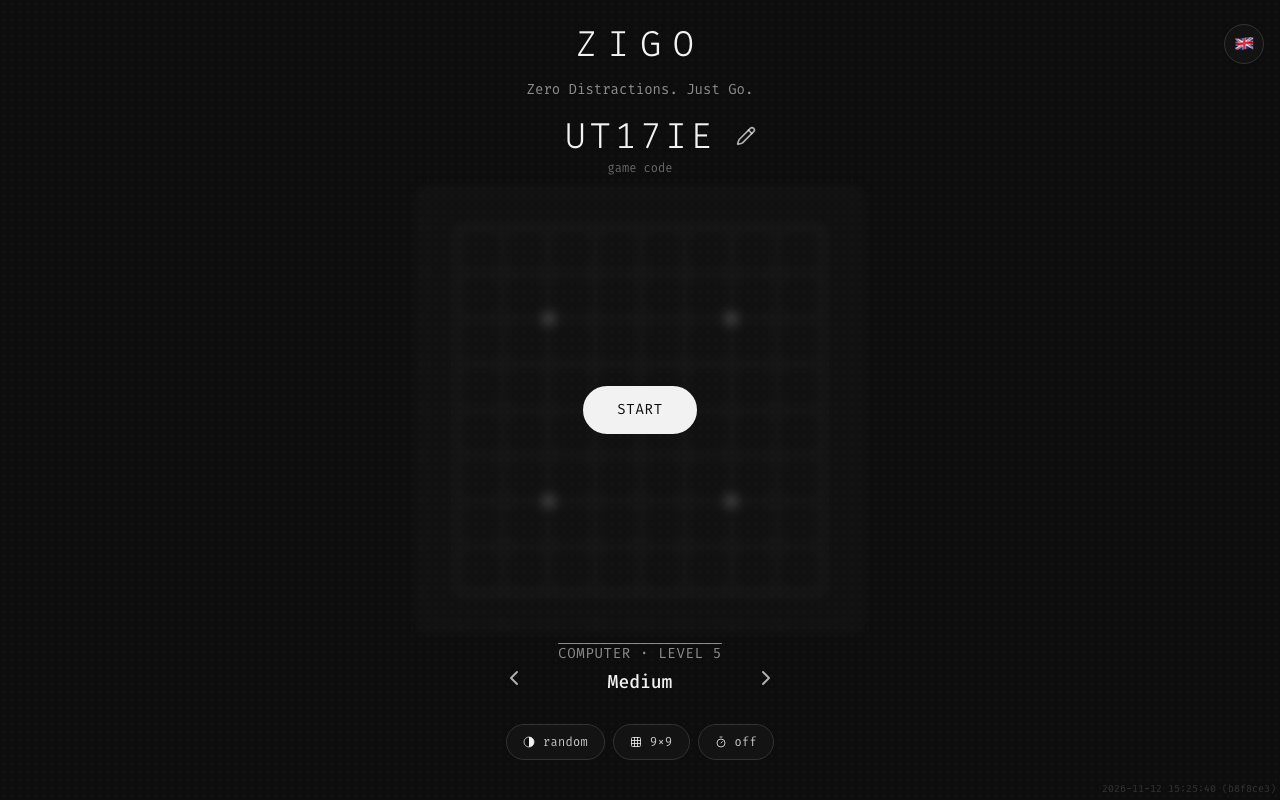 ZIGO
Zero Distractions. Just Go.
UT17IE
game code
START
COMPUTER · LEVEL 5
Medium
random
9×9
off
2026-11-12 15:25:40 (b8f8ce3)